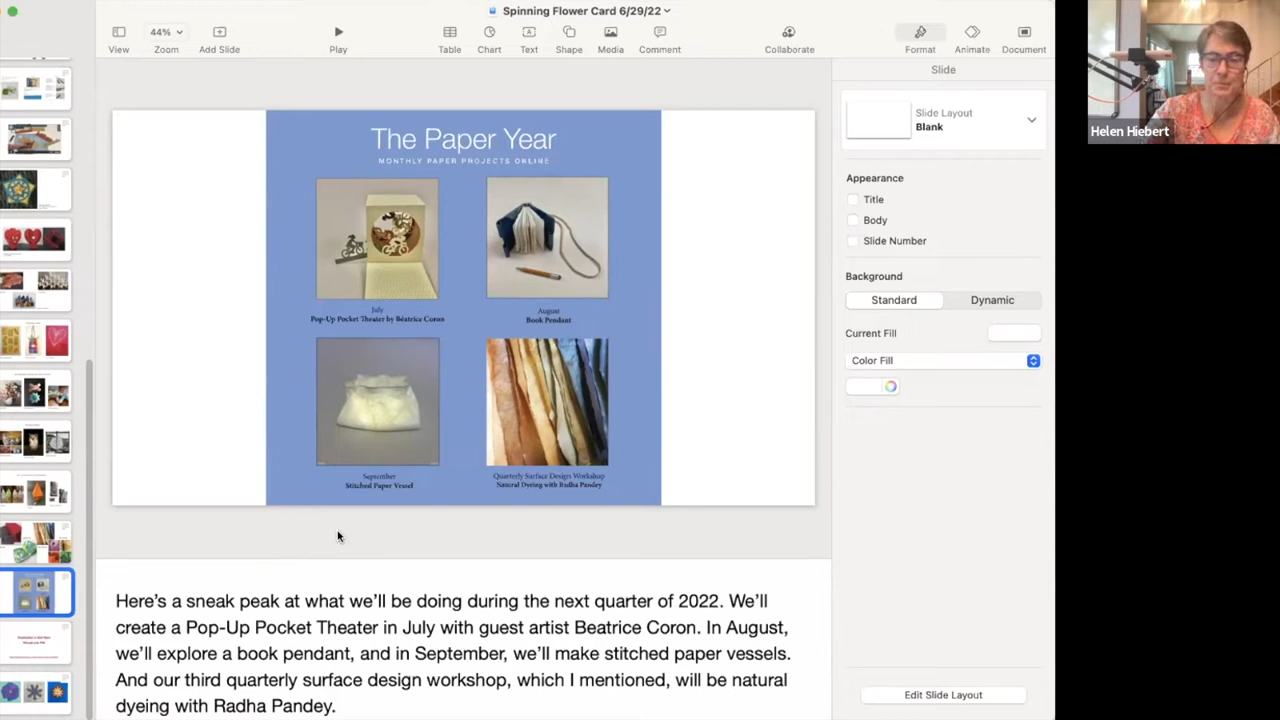 Spinning Flower Card 6/29/22
44%
View
Zoom
Add Slide
Play
Table
Chart
Text
Shape
Media
Comment
Collaborate
Format
Animate
Document
Slide
Slide Layout
Blank
Appearance
Title
Body
Slide Number
Background
Standard
Dynamic
Current Fill
Color Fill
Edit Slide Layout
The Paper Year
MONTHLY PAPER PROJECTS ONLINE
July
Pop-Up Pocket Theater by Béatrice Coron
August
Book Pendant
September
Stitched Paper Vessel
Quarterly Surface Design Workshop
Natural Dyeing with Radha Pandey
Here's a sneak peak at what we'll be doing during the next quarter of 2022. We'll
create a Pop-Up Pocket Theater in July with guest artist Beatrice Coron. In August,
we'll explore a book pendant, and in September, we'll make stitched paper vessels.
And our third quarterly surface design workshop, which I mentioned, will be natural
dyeing with Radha Pandey.
Helen Hiebert